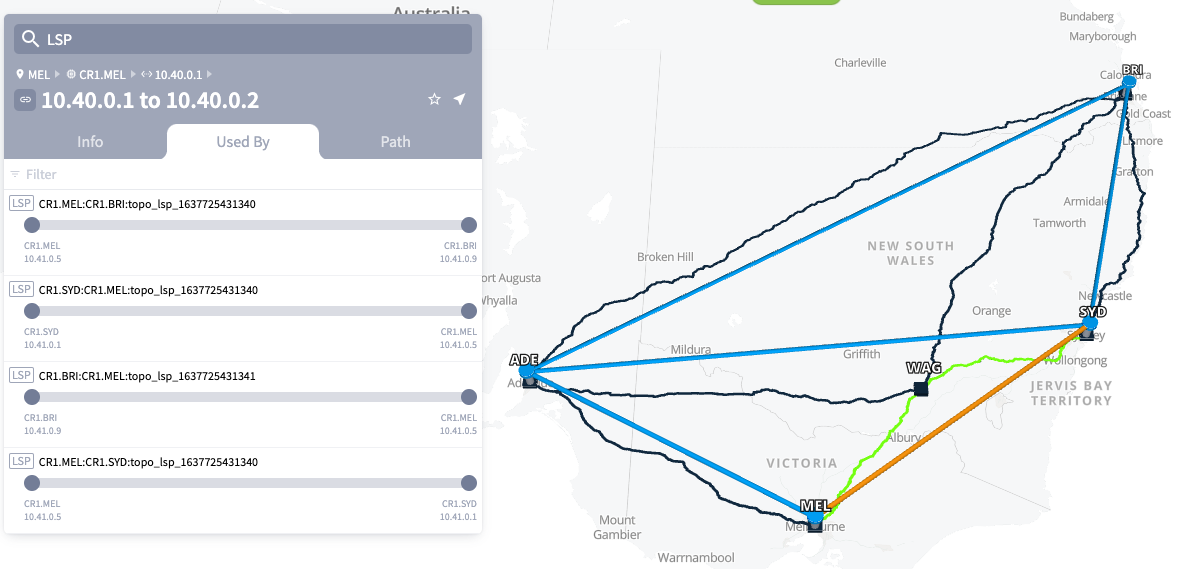 Australia
LSP
MEL
CR1.MEL
10.40.0.1
10.40.0.1 to 10.40.0.2
Info
Used By
Path
Filter
LSP
CR1.MEL:CR1.BRI:topo_lsp_1637725431340
CR1.MEL
10.41.0.5
CR1.BRI
10.41.0.9
LSP
CR1.SYD:CR1.MEL:topo_lsp_1637725431340
CR1.SYD
10.41.0.1
CR1.MEL
10.41.0.5
LSP
CR1.BRI:CR1.MEL:topo_lsp_1637725431341
CR1.BRI
10.41.0.9
CR1.MEL
10.41.0.5
LSP
CR1.MEL:CR1.SYD:topo_lsp_1637725431340
CR1.MEL
10.41.0.5
CR1.SYD
10.41.0.1
Bundaberg
Maryborough
Charleville
BRI
Gold Coast
Lismore
Grafton
Armidale
Tamworth
NEW SOUTH
WALES
Broken Hill
Newcastle
Orange
SYD
Wollongong
Mildura
Griffith
ADE
WAG
JERVIS BAY
TERRITORY
Albury
VICTORIA
MEL
Melbourne
Mount
Gambier
Warrnambool